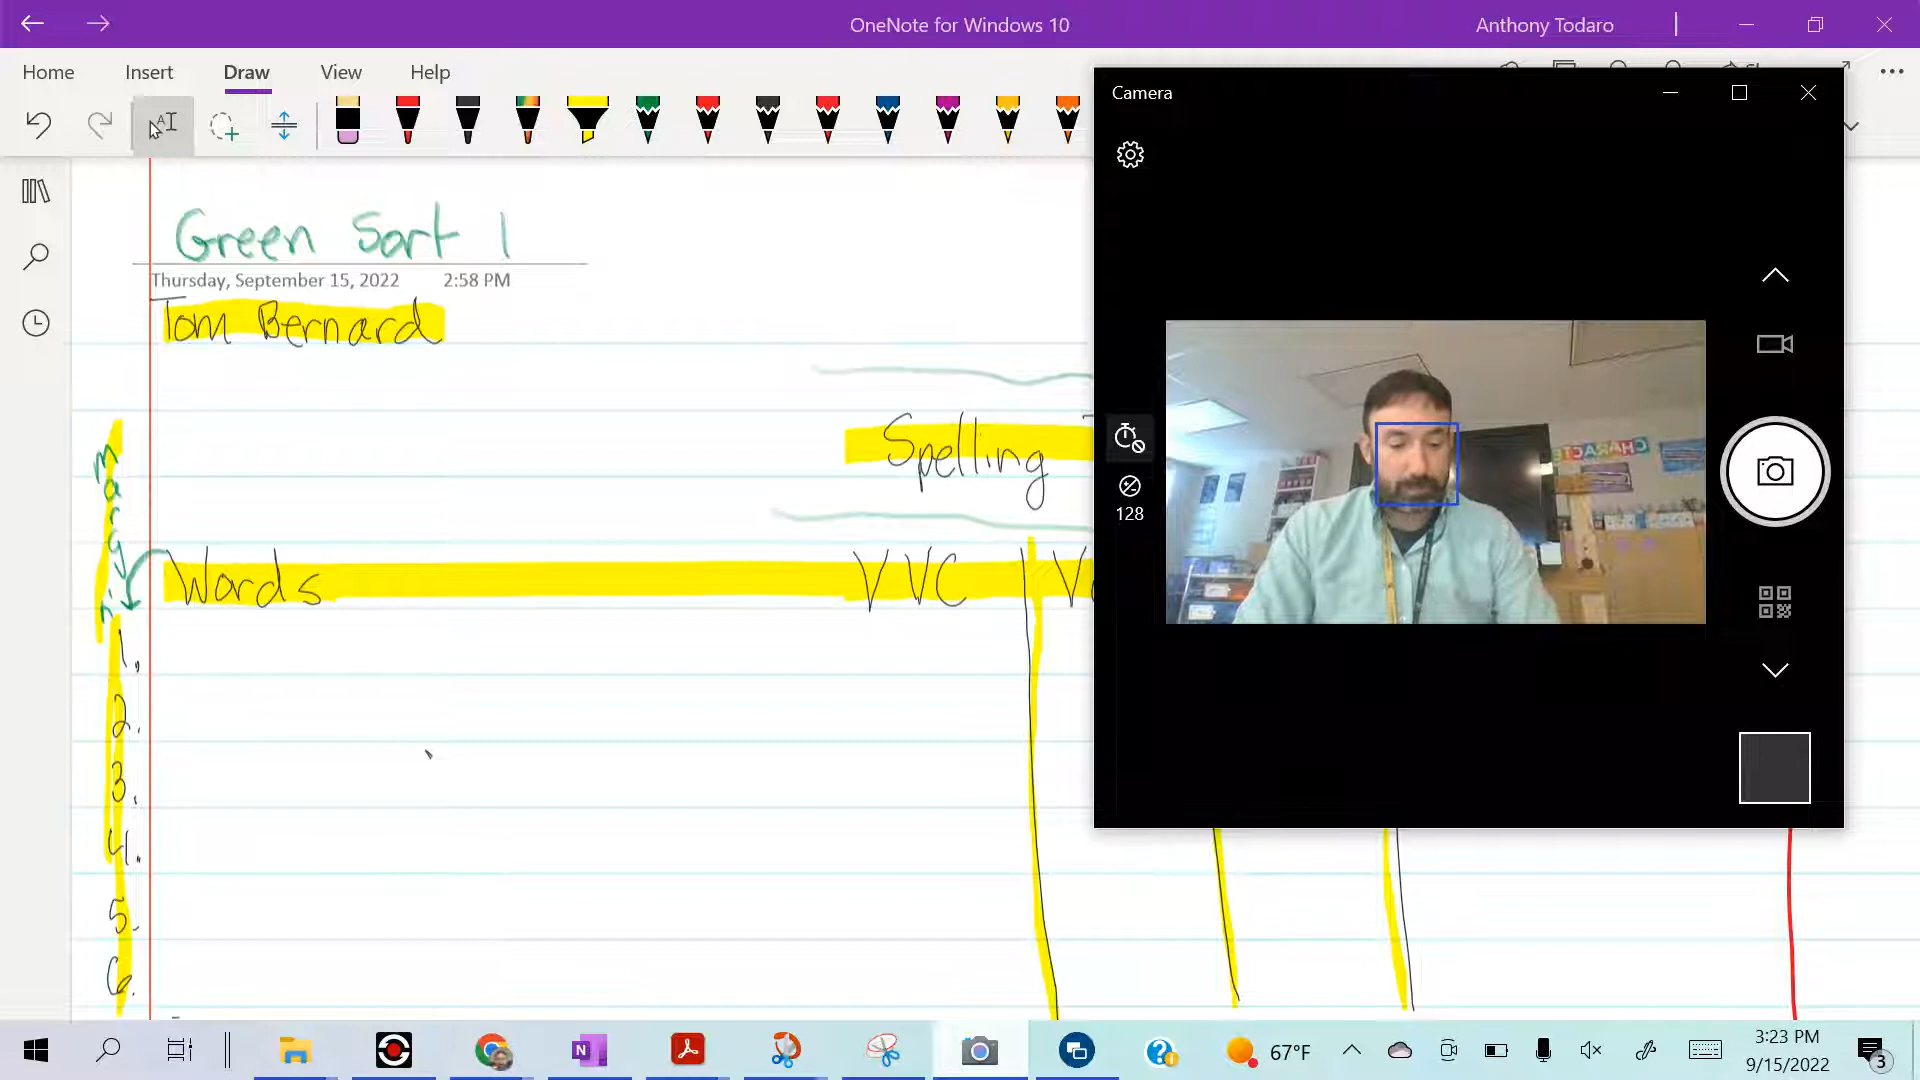 OneNote for Windows 10
Anthony Todaro
Home Insert Draw View Help
Camera
Green Sort 1
Thursday, September 15, 2022 2:58 PM
Tom Bernard
Spelling
128
margin
Words VVC
1.
2.
3.
4.
5.
6.
67°F
3:23 PM
9/15/2022
3